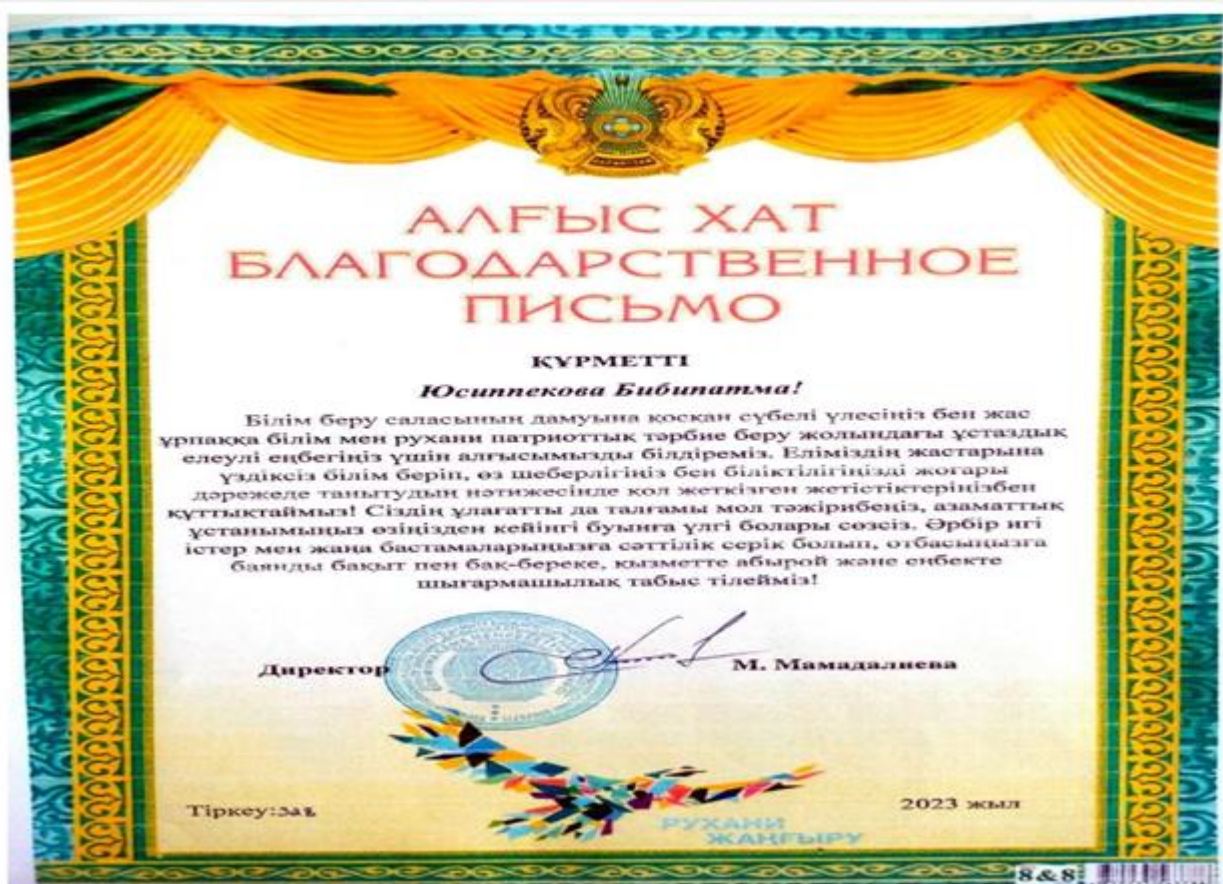 АЛҒЫС ХАТ
БЛАГОДАРСТВЕННОЕ
ПИСЬМО
ҚҰРМЕТТІ
Юсиппекова Бибипатма!
Білім беру саласының дамуына қосқан сүбелі үлесіңіз бен жас
ұрпаққа білім мен рухани патриоттық тәрбие беру жолындағы ұстаздық
елеулі еңбегіңіз үшін алғысымызды білдіреміз. Еліміздің жастарына
үздіксіз білім беріп, өз шеберлігіңіз бен біліктілігіңізді жоғары
дәрежеде танытудың нәтижесінде қол жеткізген жетістіктеріңізбен
құттықтаймыз! Сіздің ұлағатты да талғамы мол тәжірибеңіз, азаматтық
ұстанымыңыз өзіңізден кейінгі буынға үлгі болары сөзсіз. Әрбір игі
істер мен жаңа бастамаларыңызға сәттілік серік болып, отбасыңызға
баянды бақыт пен бақ-береке, қызметте абырой және еңбекте
шығармашылық табыс тілейміз!
Директор М. Мамадалиева
Тіркеу: 2023 жыл
РУХАНИ
ЖАҢҒЫРУ
8&8